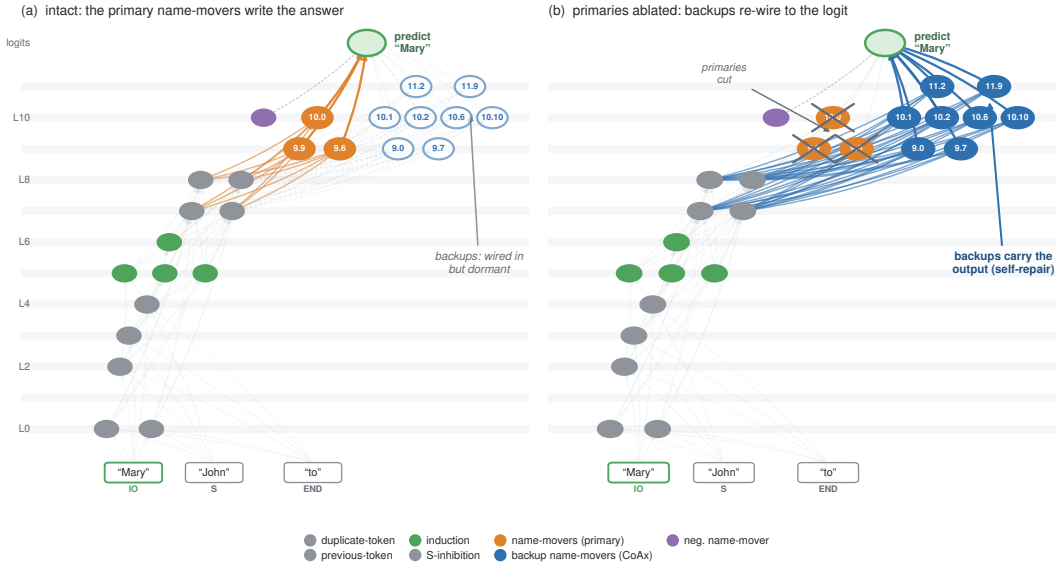 (a) intact: the primary name-movers write the answer
(b) primaries ablated: backups re-wire to the logit
logits
L10
L8
L6
L4
L2
L0
predict
“Mary”
11.2
11.9
10.0
10.1
10.2
10.6
10.10
9.9
9.6
9.0
9.7
backups: wired in
but dormant
“Mary”
“John”
“to”
IO
S
END
predict
“Mary”
primaries
cut
11.2
11.9
10.1
10.2
10.6
10.10
9.0
9.7
backups carry the
output (self-repair)
“Mary”
“John”
“to”
IO
S
END
duplicate-token
induction
name-movers (primary)
neg. name-mover
previous-token
S-inhibition
backup name-movers (CoAx)